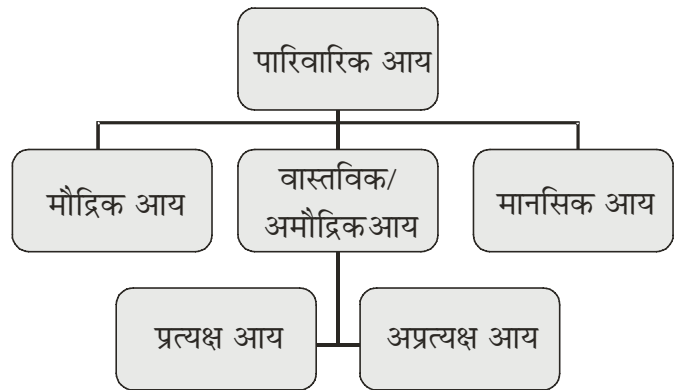 पारिवारिक आय
मौद्रिक आय
वास्तविक/
अमौद्रिकआय
मानसिक आय
प्रत्यक्ष आय
अप्रत्यक्ष आय